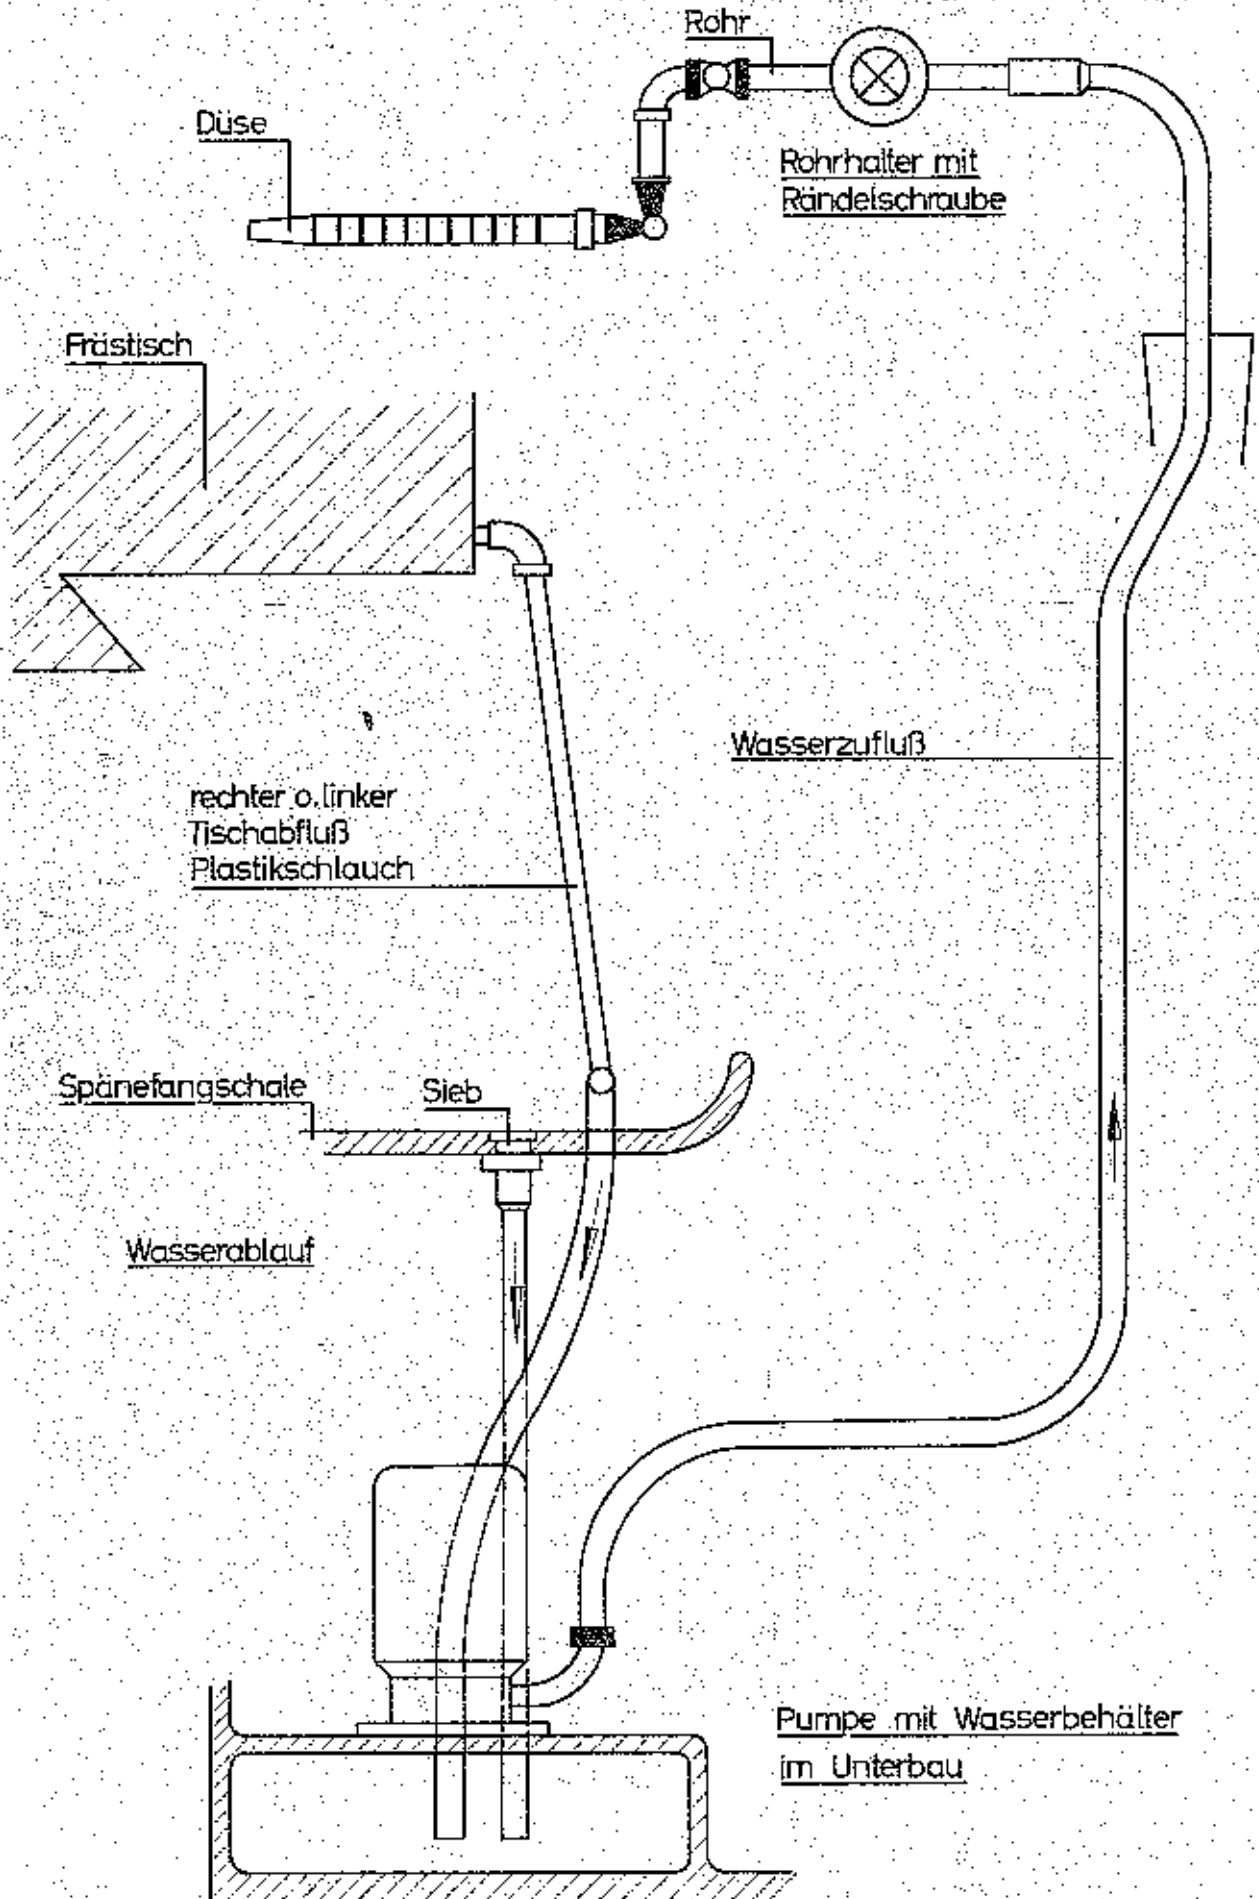 Rohr
Düse
Rohrhalter mit
Rändelschraube
Frästisch
Wasserzufluß
rechter o.linker
Tischabfluß
Plastikschlauch
Spänefangschale
Sieb
Wasserablauf
Pumpe mit Wasserbehälter
im Unterbau